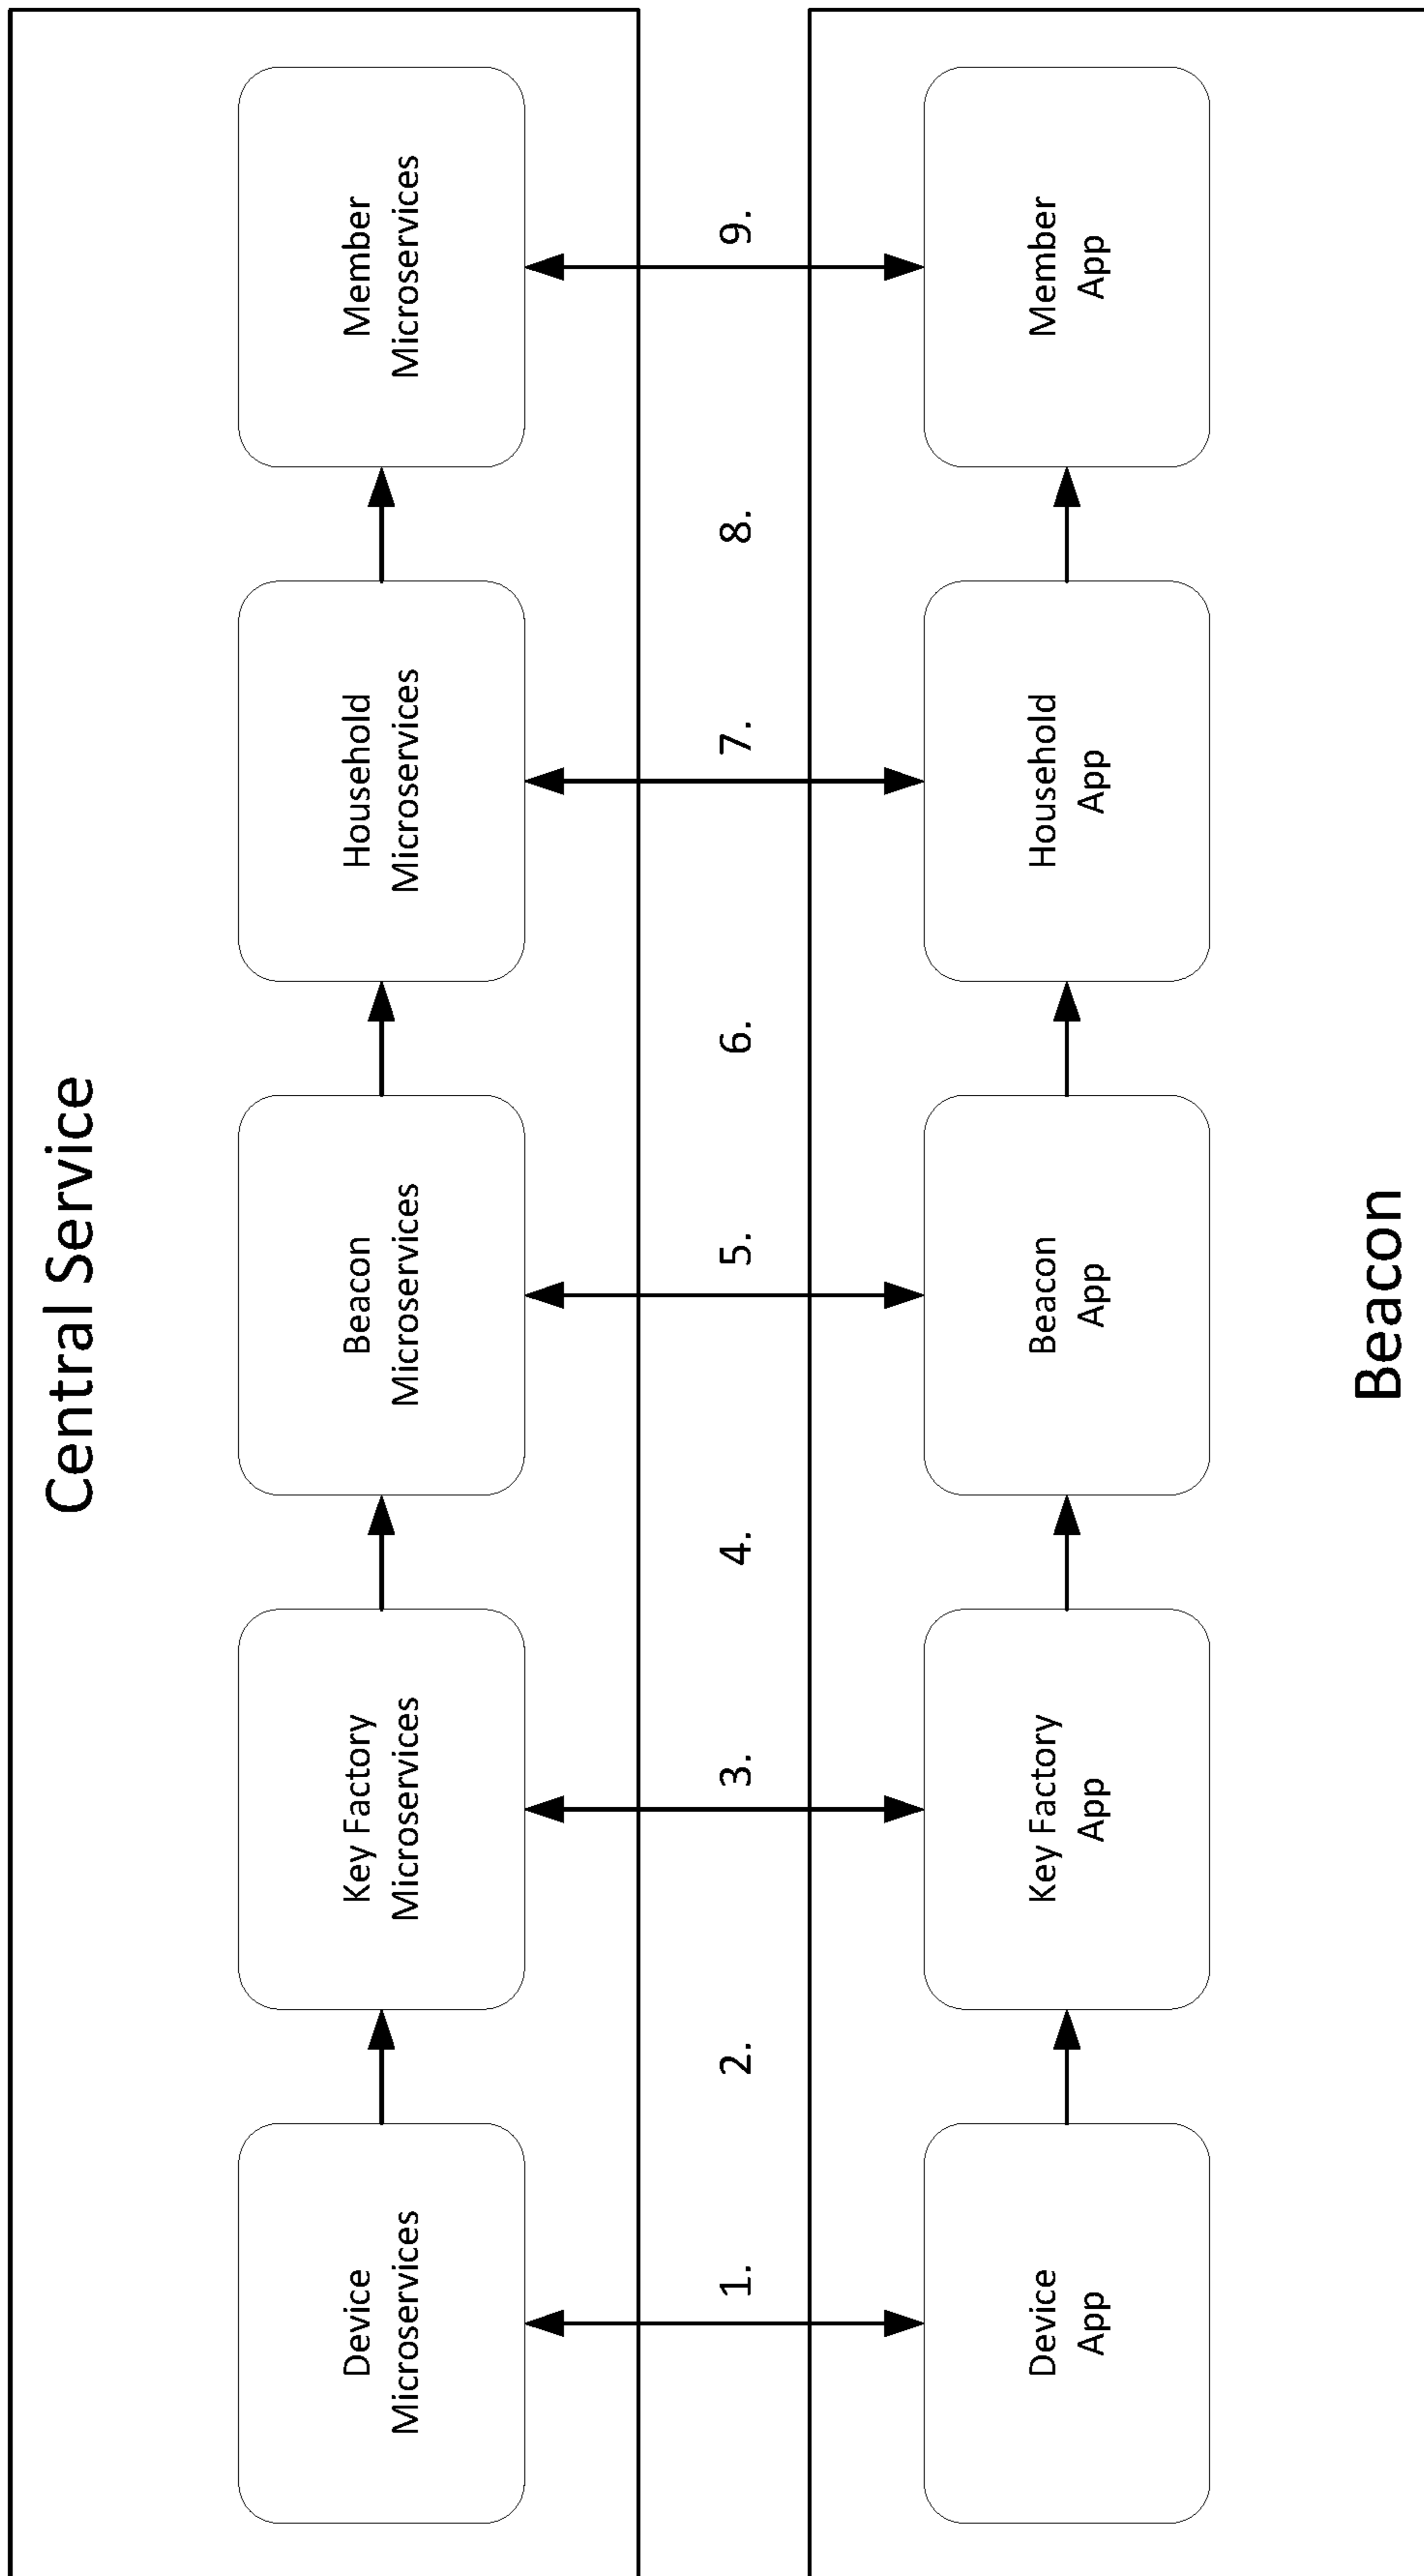 Central Service
Device
Microservices
Key Factory
Microservices
Beacon
Microservices
Household
Microservices
Member
Microservices
1.
2.
3.
4.
5.
6.
7.
8.
9.
Device
App
Key Factory
App
Beacon
App
Household
App
Member
App
Beacon